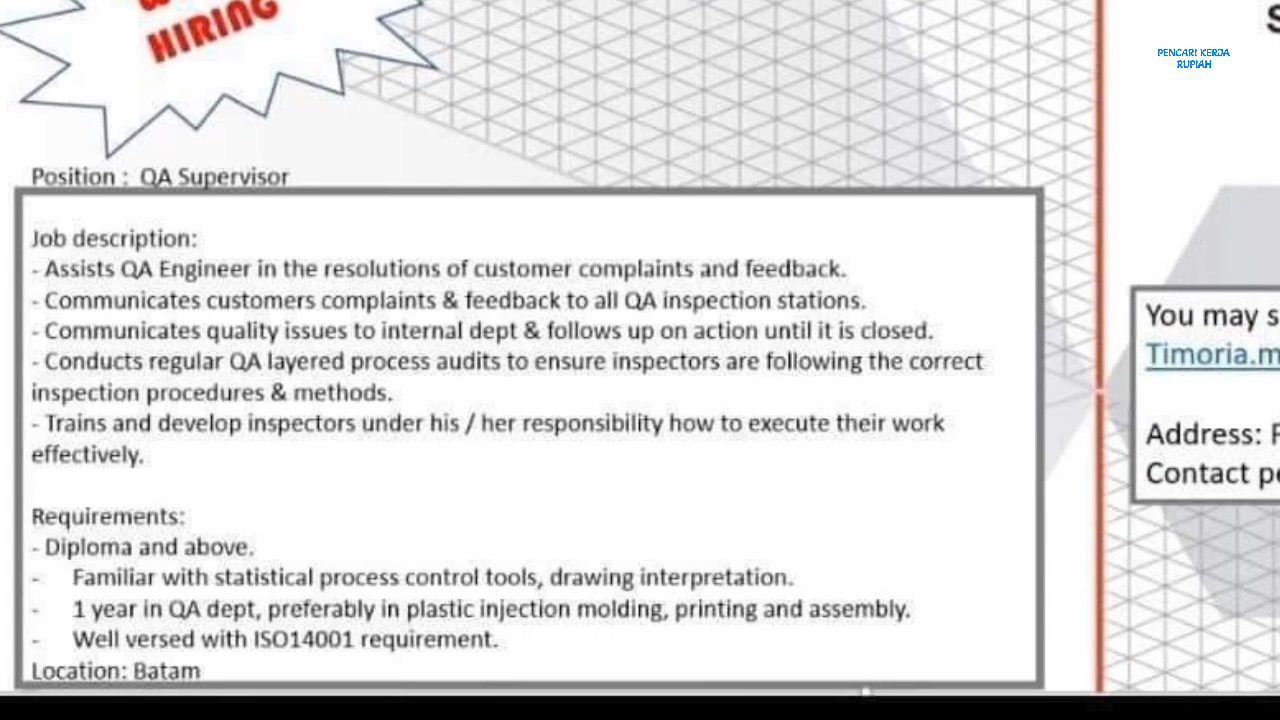 HIRING
Position : QA Supervisor
Job description:
- Assists QA Engineer in the resolutions of customer complaints and feedback.
- Communicates customers complaints & feedback to all QA inspection stations.
- Communicates quality issues to internal dept & follows up on action until it is closed.
- Conducts regular QA layered process audits to ensure inspectors are following the correct
inspection procedures & methods.
- Trains and develop inspectors under his / her responsibility how to execute their work
effectively.
Requirements:
- Diploma and above.
- Familiar with statistical process control tools, drawing interpretation.
- 1 year in QA dept, preferably in plastic injection molding, printing and assembly.
- Well versed with ISO14001 requirement.
Location: Batam
PENCARI KERJA
RUPIAH
You may
Timoria.m
Address:
Contact